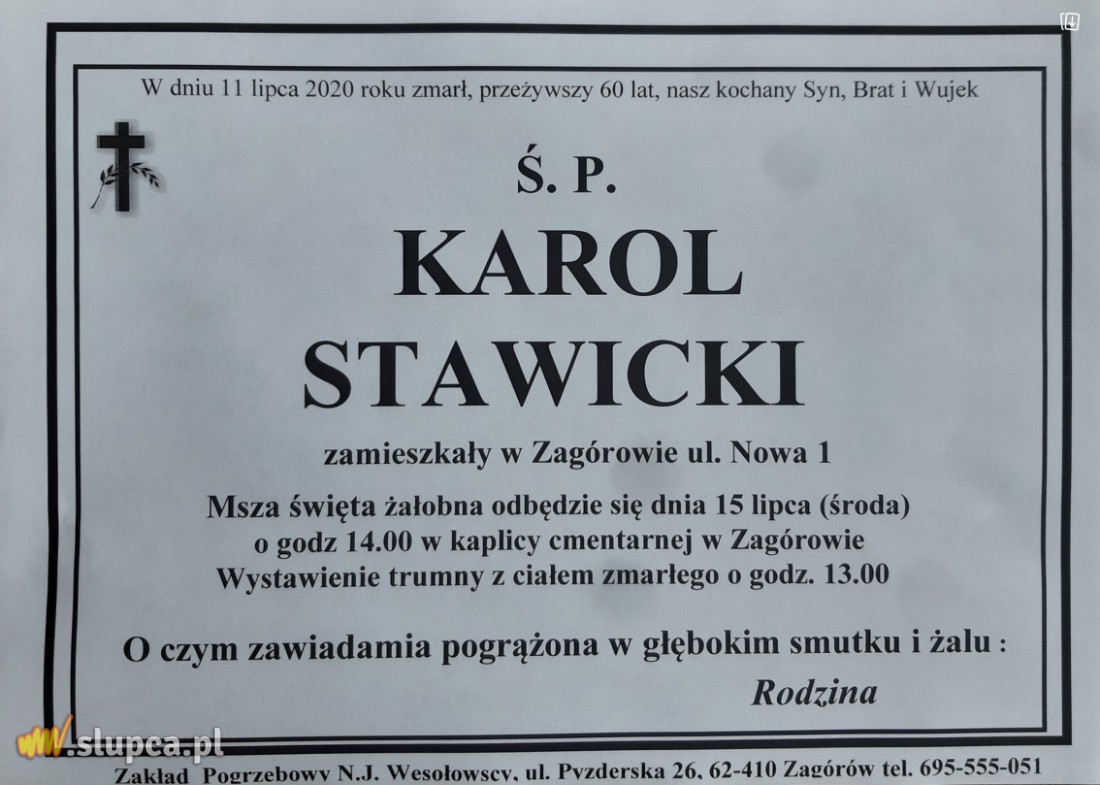 W dniu 11 lipca 2020 roku zmarł, przeżywszy 60 lat, nasz kochany Syn, Brat i Wujek
Ś. P.
KAROL
STAWICKI
zamieszkały w Zagórowie ul. Nowa 1
Msza święta żałobna odbędzie się dnia 15 lipca (środa)
o godz 14.00 w kaplicy cmentarnej w Zagórowie
Wystawienie trumny z ciałem zmarłego o godz. 13.00
O czym zawiadamia pogrążona w głębokim smutku i żalu :
Rodzina
www.slupca.pl
Zakład Pogrzebowy N.J. Wesołowscy, ul. Pyzderska 26, 62-410 Zagórów tel. 695-555-051